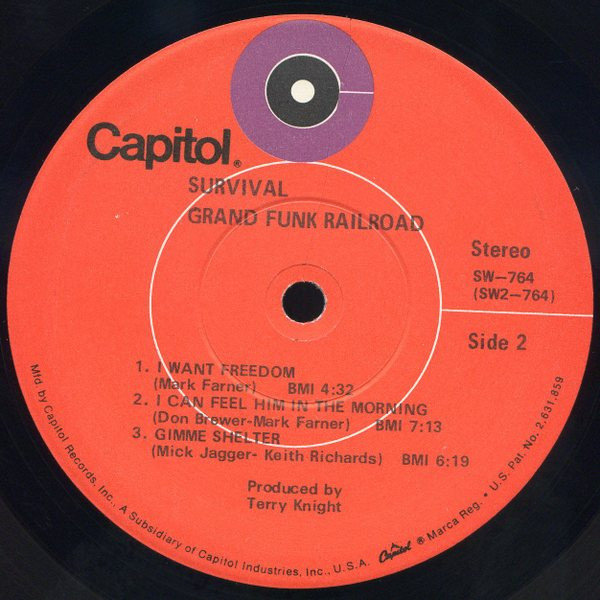 Capitol®
SURVIVAL
GRAND FUNK RAILROAD
Stereo
SW—764
(SW2—764)
Side 2
1. I WANT FREEDOM
(Mark Farner) BMI 4:32
2. I CAN FEEL HIM IN THE MORNING
(Don Brewer-Mark Farner) BMI 7:13
3. GIMME SHELTER
(Mick Jagger- Keith Richards) BMI 6:19
Produced by
Terry Knight
Mfd. by Capitol Records, Inc., A Subsidiary of Capitol Industries, Inc., U.S.A. Capitol ® Marca Reg. • U.S. Pat. No. 2,631,859